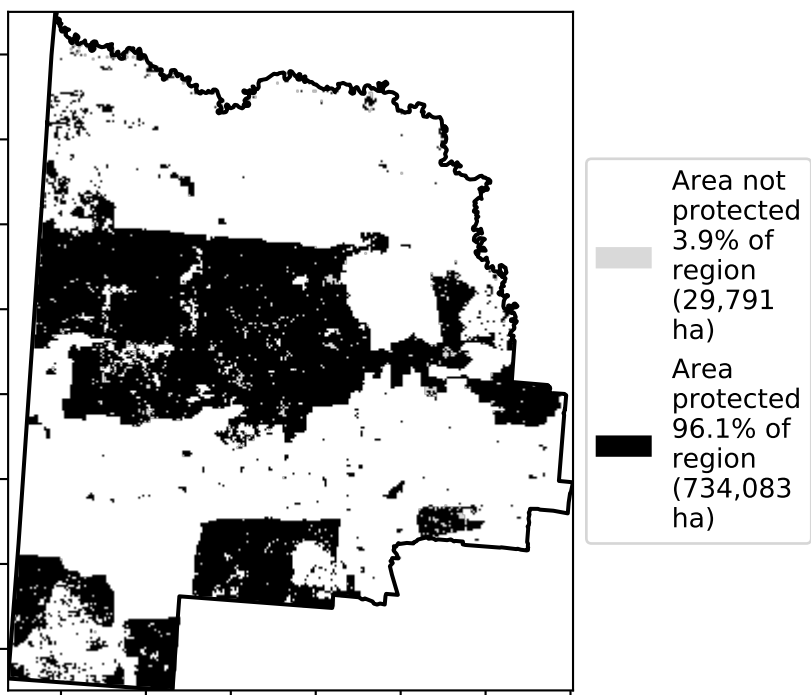 Area not
protected
3.9% of
region
(29,791
ha)
Area
protected
96.1% of
region
(734,083
ha)